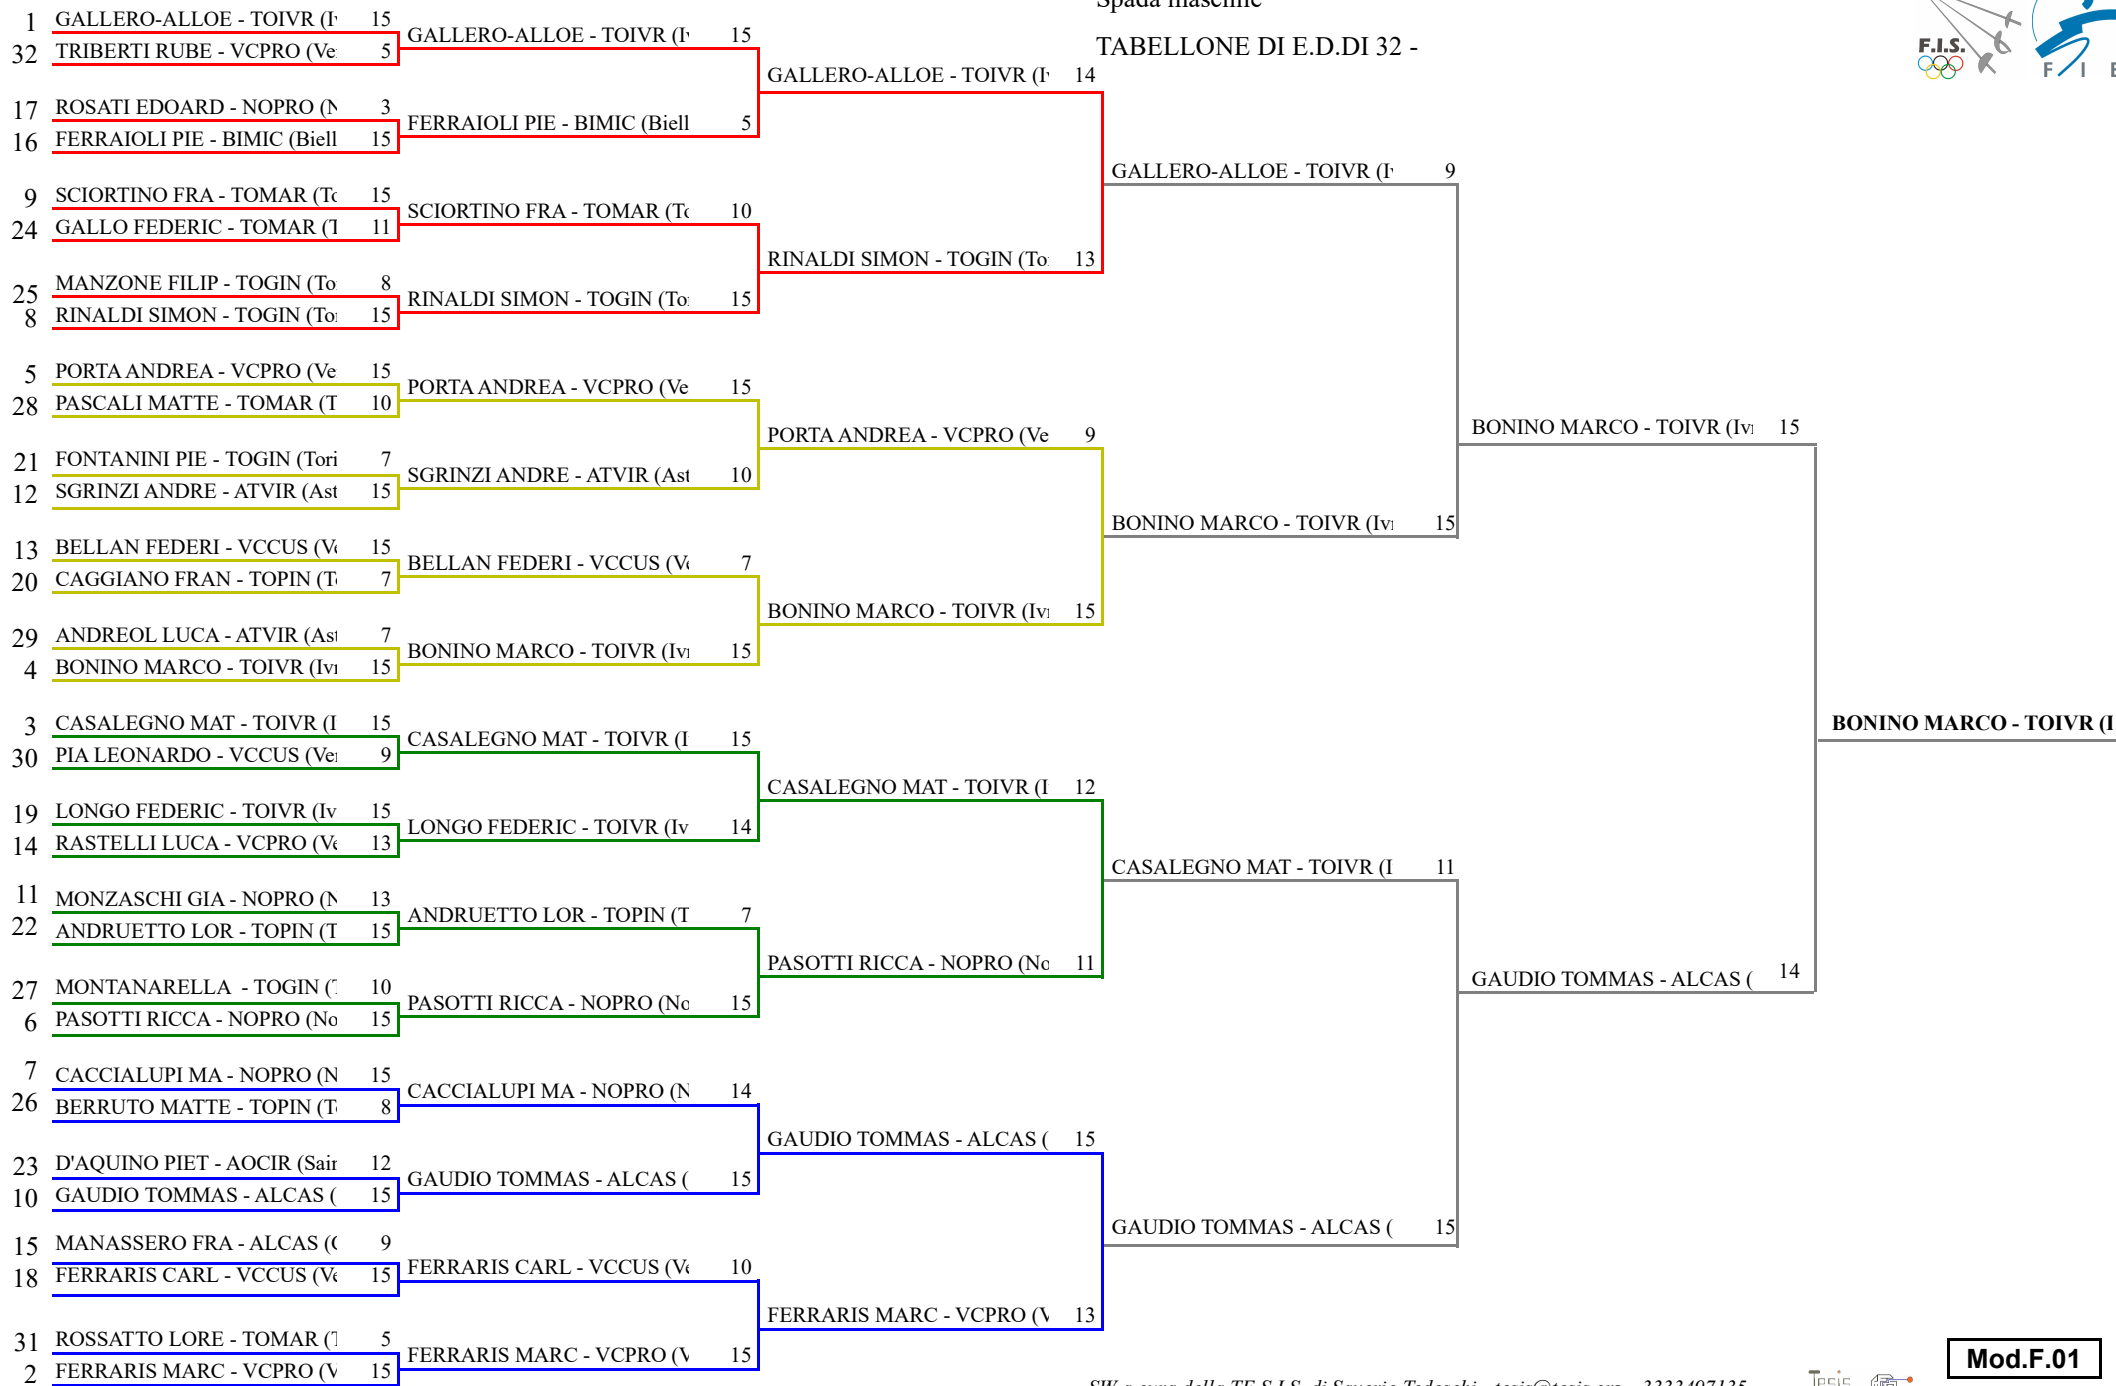 Spada maschile
TABELLONE DI E.D.DI 32 -
F.I.S.
F I E
1 GALLERO-ALLOE - TOIVR (I 15
32 TRIBERTI RUBE - VCPRO (Ve 5
17 ROSATI EDOARD - NOPRO (N 3
16 FERRAIOLI PIE - BIMIC (Biell 15
9 SCIORTINO FRA - TOMAR (To 15
24 GALLO FEDERIC - TOMAR (T 11
25 MANZONE FILIP - TOGIN (To 8
8 RINALDI SIMON - TOGIN (To 15
5 PORTA ANDREA - VCPRO (Ve 15
28 PASCALI MATTE - TOMAR (T 10
21 FONTANINI PIE - TOGIN (Tori 7
12 SGRINZI ANDRE - ATVIR (Ast 15
13 BELLAN FEDERI - VCCUS (Ve 15
20 CAGGIANO FRAN - TOPIN (T 7
29 ANDREOL LUCA - ATVIR (Ast 7
4 BONINO MARCO - TOIVR (Iv 15
3 CASALEGNO MAT - TOIVR (I 15
30 PIA LEONARDO - VCCUS (Ve 9
19 LONGO FEDERIC - TOIVR (Iv 15
14 RASTELLI LUCA - VCPRO (Ve 13
11 MONZASCHI GIA - NOPRO (N 13
22 ANDRUETTO LOR - TOPIN (T 15
27 MONTANARELLA - TOGIN (T 10
6 PASOTTI RICCA - NOPRO (No 15
7 CACCIALUPI MA - NOPRO (N 15
26 BERRUTO MATTE - TOPIN (T 8
23 D'AQUINO PIET - AOCIR (Sain 12
10 GAUDIO TOMMAS - ALCAS ( 15
15 MANASSERO FRA - ALCAS (C 9
18 FERRARIS CARL - VCCUS (Ve 15
31 ROSSATTO LORE - TOMAR (T 5
2 FERRARIS MARC - VCPRO (V 15
GALLERO-ALLOE - TOIVR (I 15
FERRAIOLI PIE - BIMIC (Biell 5
SCIORTINO FRA - TOMAR (To 10
RINALDI SIMON - TOGIN (To 15
PORTA ANDREA - VCPRO (Ve 15
SGRINZI ANDRE - ATVIR (Ast 10
BELLAN FEDERI - VCCUS (Ve 7
BONINO MARCO - TOIVR (Iv 15
CASALEGNO MAT - TOIVR (I 15
LONGO FEDERIC - TOIVR (Iv 14
ANDRUETTO LOR - TOPIN (T 7
PASOTTI RICCA - NOPRO (No 15
CACCIALUPI MA - NOPRO (N 14
GAUDIO TOMMAS - ALCAS ( 15
FERRARIS CARL - VCCUS (Ve 10
FERRARIS MARC - VCPRO (V 15
GALLERO-ALLOE - TOIVR (I 14
RINALDI SIMON - TOGIN (To 13
PORTA ANDREA - VCPRO (Ve 9
BONINO MARCO - TOIVR (Iv 15
CASALEGNO MAT - TOIVR (I 12
PASOTTI RICCA - NOPRO (No 11
GAUDIO TOMMAS - ALCAS ( 15
FERRARIS MARC - VCPRO (V 13
GALLERO-ALLOE - TOIVR (I 9
BONINO MARCO - TOIVR (Iv 15
CASALEGNO MAT - TOIVR (I 11
GAUDIO TOMMAS - ALCAS ( 15
BONINO MARCO - TOIVR (Iv 15
GAUDIO TOMMAS - ALCAS ( 14
BONINO MARCO - TOIVR (I
SW a cura della TE.S.I.S. di Saverio Tedeschi - tesis@tesis.org - 3333497135
Tesis
Mod.F.01